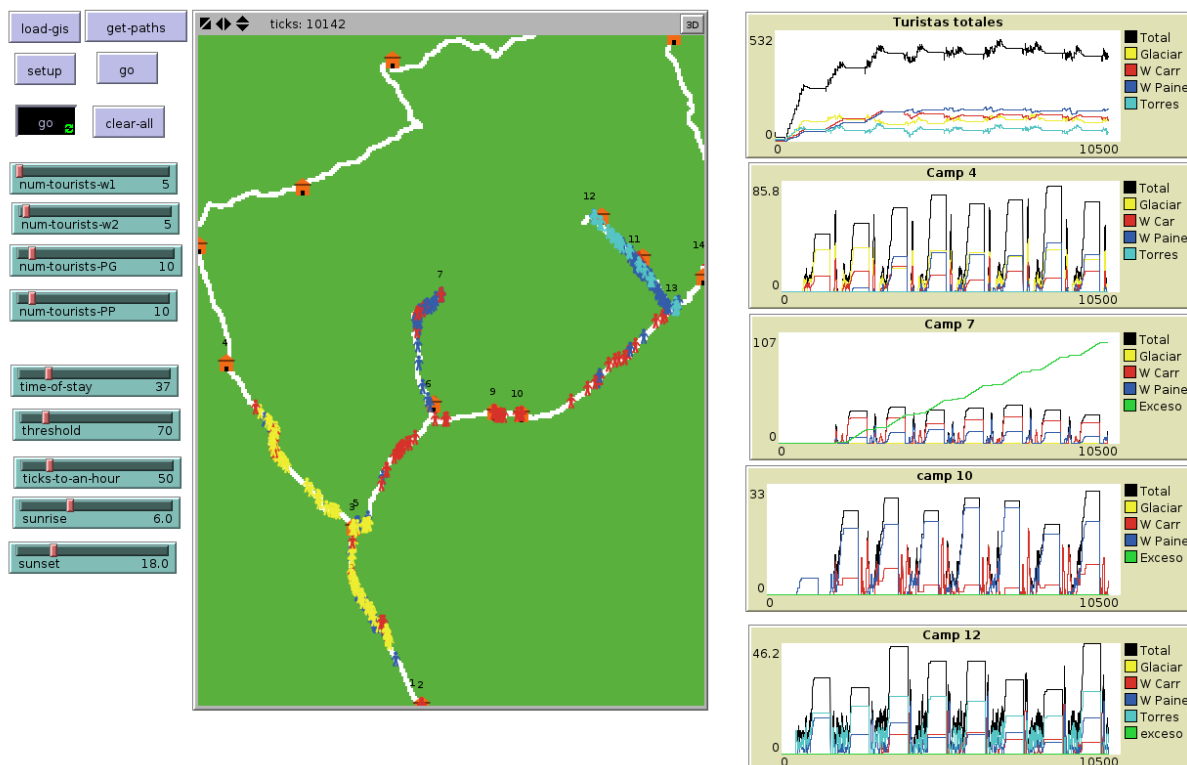 load-gis
get-paths
setup
go
go
clear-all
num-tourists-w1 5
num-tourists-w2 5
num-tourists-PG 10
num-tourists-PP 10
time-of-stay 37
threshold 70
ticks-to-an-hour 50
sunrise 6.0
sunset 18.0
ticks: 10142
3D
12
11
14
7
13
4
6
9
10
5
3
1
2
Turistas totales
532
0
0
10500
Total
Glaciar
W Carr
W Paine
Torres
Camp 4
85.8
0
0
10500
Total
Glaciar
W Car
W Paine
Torres
Camp 7
107
0
0
10500
Total
Glaciar
W Carr
W Paine
Exceso
camp 10
33
0
0
10500
Total
Glaciar
W Carr
W Paine
Exceso
Camp 12
46.2
0
0
10500
Total
Glaciar
W Carr
W Paine
Torres
exceso